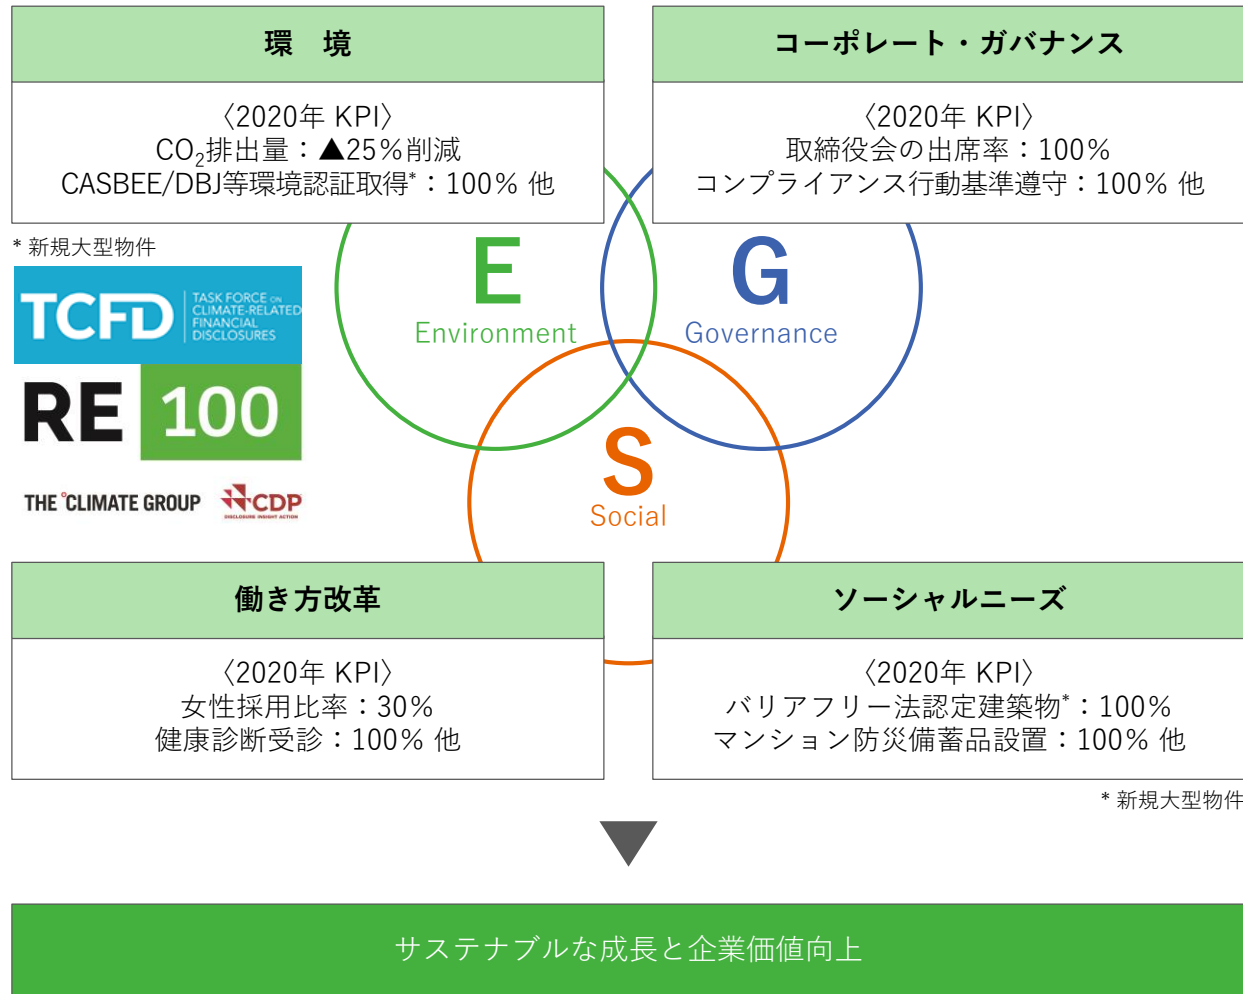 環　境
〈2020年 KPI〉
CO₂排出量：▲25%削減
CASBEE/DBJ等環境認証取得*：100% 他
* 新規大型物件
コーポレート・ガバナンス
〈2020年 KPI〉
取締役会の出席率：100%
コンプライアンス行動基準遵守：100% 他
TCFD
TASK FORCE ON
CLIMATE-RELATED
FINANCIAL
DISCLOSURES
RE 100
THE °CLIMATE GROUP
CDP
DISCLOSURE INSIGHT ACTION
E
Environment
G
Governance
S
Social
働き方改革
〈2020年 KPI〉
女性採用比率：30%
健康診断受診：100% 他
ソーシャルニーズ
〈2020年 KPI〉
バリアフリー法認定建築物*：100%
マンション防災備蓄品設置：100% 他
* 新規大型物件
サステナブルな成長と企業価値向上